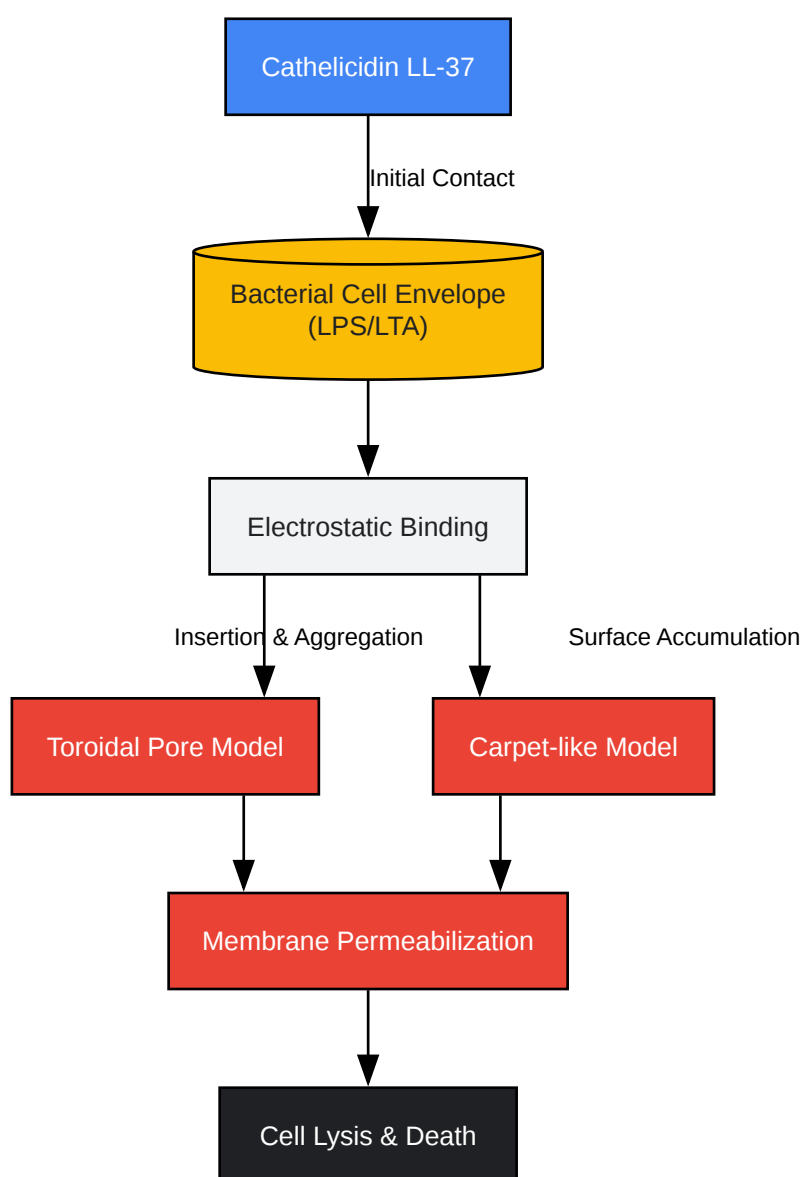 Cathelicidin LL-37
Initial Contact
Bacterial Cell Envelope
(LPS/LTA)
Electrostatic Binding
Insertion & Aggregation
Surface Accumulation
Toroidal Pore Model
Carpet-like Model
Membrane Permeabilization
Cell Lysis & Death